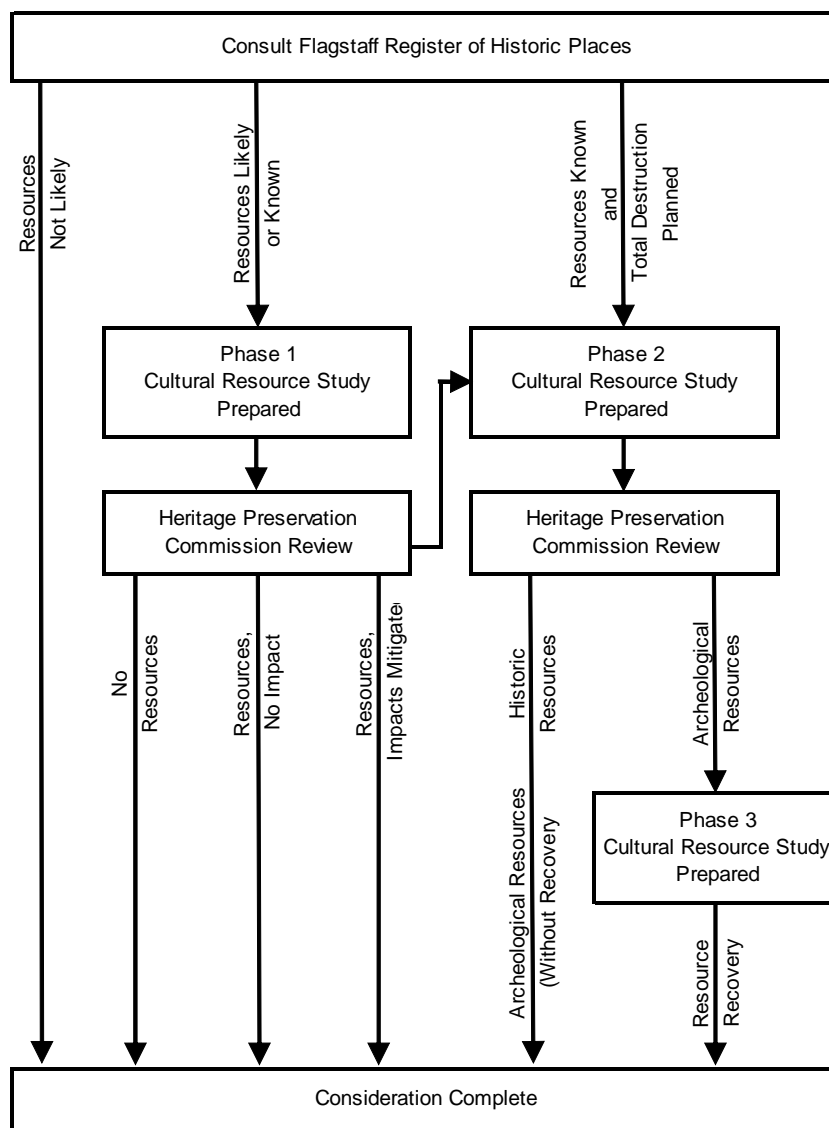 Consult Flagstaff Register of Historic Places
Resources
Not Likely
Resources Likely
or Known
Resources Known
and
Total Destruction
Planned
Phase 1
Cultural Resource Study
Prepared
Phase 2
Cultural Resource Study
Prepared
Heritage Preservation
Commission Review
Heritage Preservation
Commission Review
No
Resources
Resources,
No Impact
Resources,
Impacts Mitigated
Historic
Resources
Archeological Resources
(Without Recovery
Archeological
Resources
Phase 3
Cultural Resource Study
Prepared
Resource
Recovery
Consideration Complete